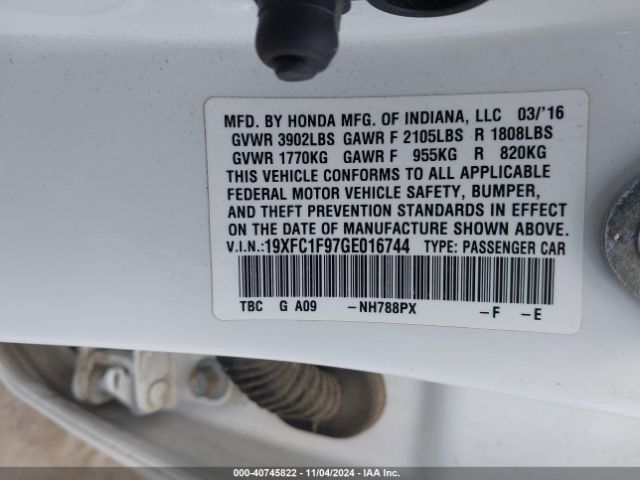 MFD. BY HONDA MFG. OF INDIANA, LLC 03/'16
GVWR 3902LBS GAWR F 2105LBS R 1808LBS
GVWR 1770KG GAWR F 955KG R 820KG
THIS VEHICLE CONFORMS TO ALL APPLICABLE
FEDERAL MOTOR VEHICLE SAFETY, BUMPER,
AND THEFT PREVENTION STANDARDS IN EFFECT
ON THE DATE OF MANUFACTURE SHOWN ABOVE.
V.I.N.:19XFC1F97GE016744 TYPE: PASSENGER CAR
TBC G A09 -NH788PX -F -E
000-40745822 - 11/04/2024 - IAA Inc.